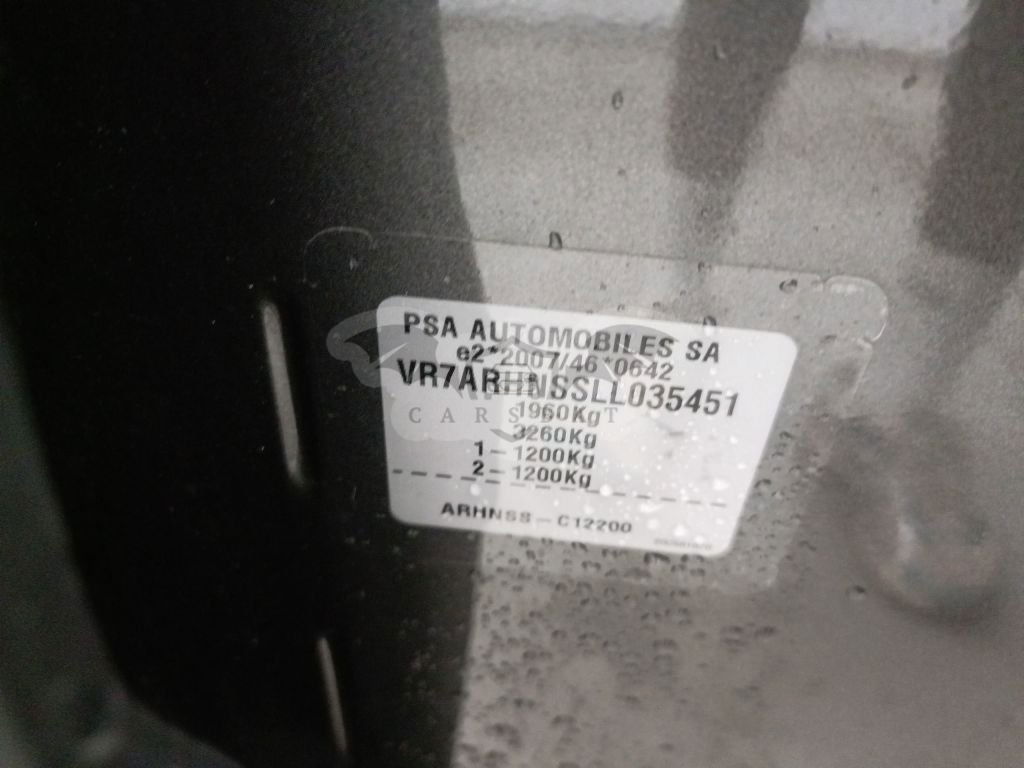 PSA AUTOMOBILES SA
e2*2007/46*0642
VR7ARHNSSLL035451
1960Kg
3260Kg
1 - 1200Kg
2 - 1200Kg
ARHNSS - C12200